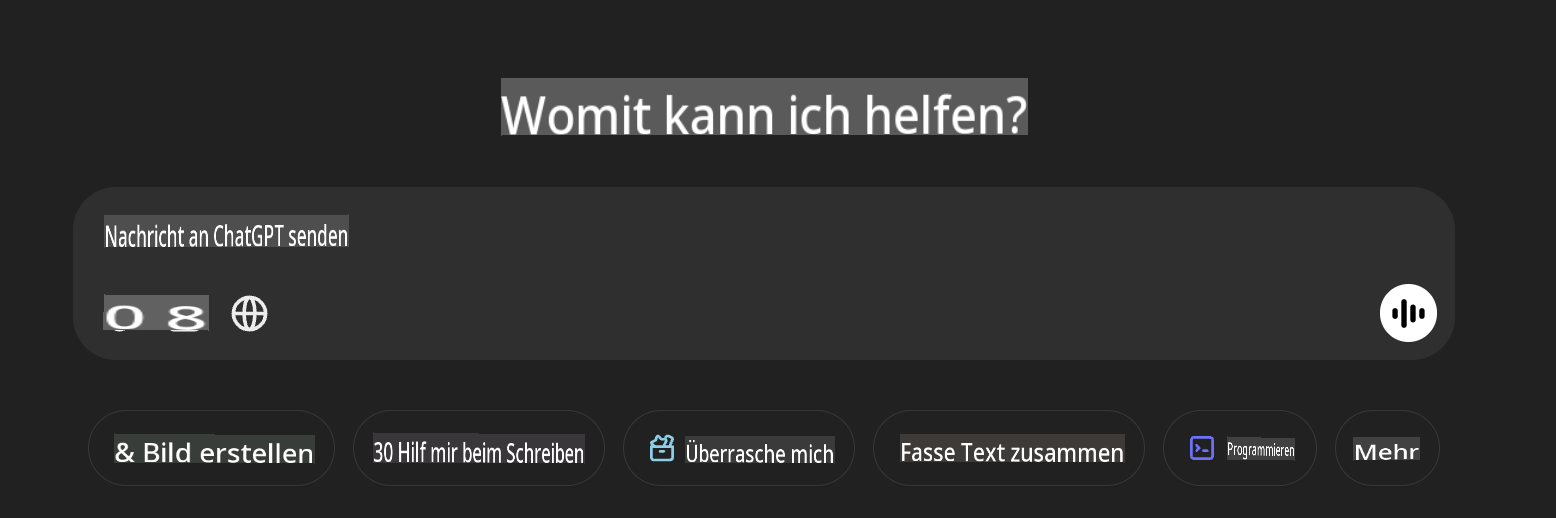 Womit kann ich helfen?
Nachricht an ChatGPT senden
0 8
& Bild erstellen
30 Hilf mir beim Schreiben
Überrasche mich
Fasse Text zusammen
Programmieren
Mehr